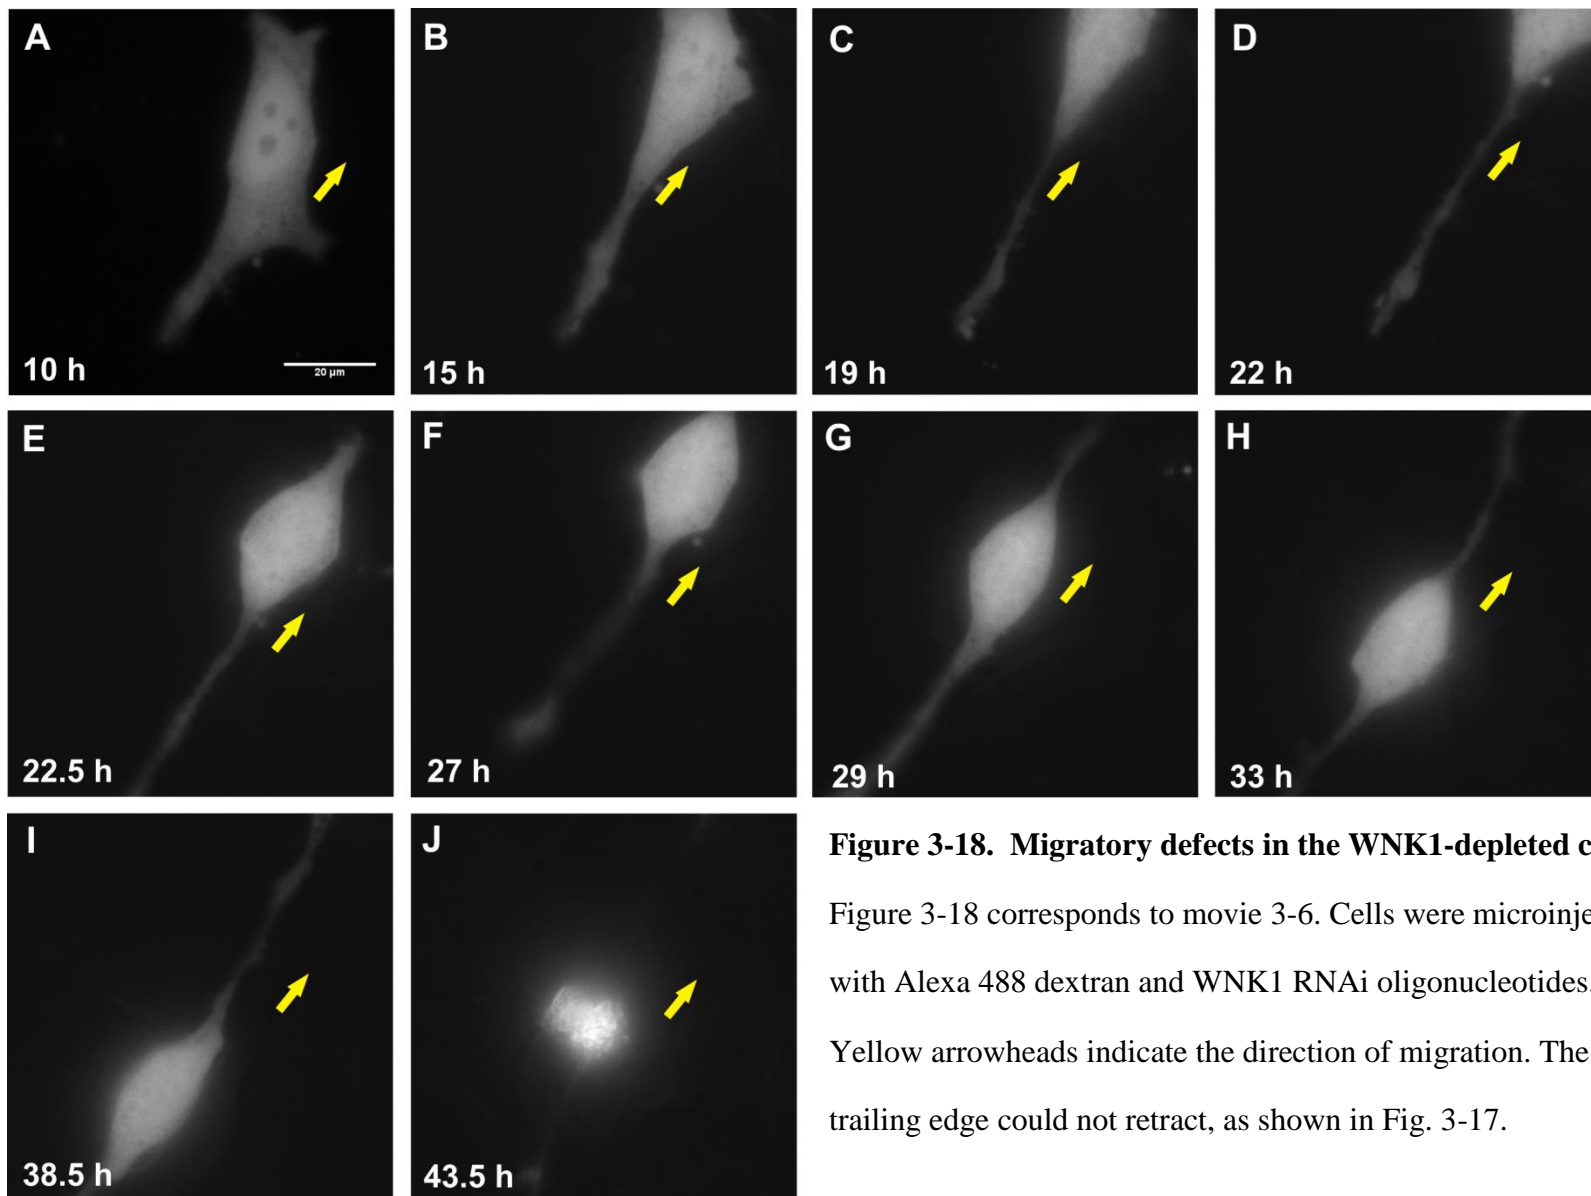 A
B
C
D
10 h
20 µm
15 h
19 h
22 h
E
F
G
H
22.5 h
27 h
29 h
33 h
I
J
38.5 h
43.5 h
Figure 3-18. Migratory defects in the WNK1-depleted
Figure 3-18 corresponds to movie 3-6. Cells were
with Alexa 488 dextran and WNK1 RNAi oligonucleotides.
Yellow arrowheads indicate the direction of migration. The
trailing edge could not retract, as shown in Fig. 3-17.